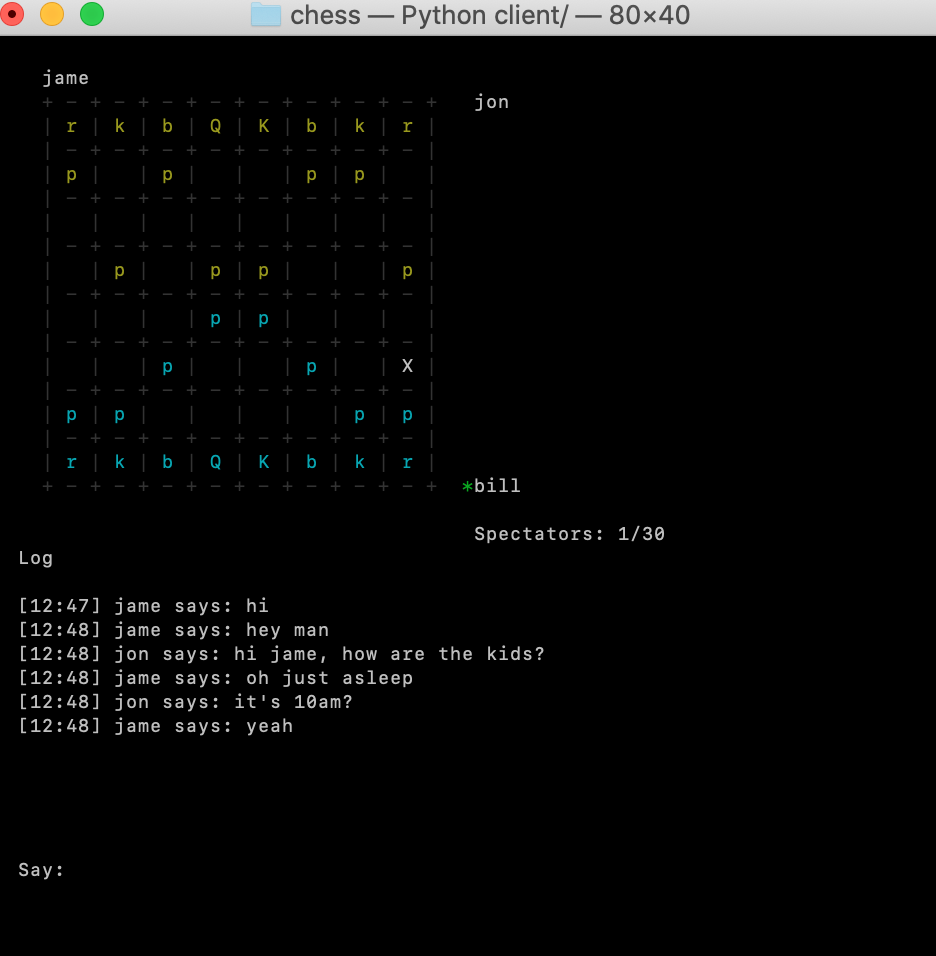 chess — Python client/ — 80×40
jame
+ – + – + – + – + – + – + – + – +   jon
| r | k | b | Q | K | b | k | r |
| – + – + – + – + – + – + – + – |
| p |   | p |   |   | p | p |   |
| – + – + – + – + – + – + – + – |
|   |   |   |   |   |   |   |   |
| – + – + – + – + – + – + – + – |
|   | p |   | p | p |   |   | p |
| – + – + – + – + – + – + – + – |
|   |   |   | p | p |   |   |   |
| – + – + – + – + – + – + – + – |
|   |   | p |   |   | p |   | X |
| – + – + – + – + – + – + – + – |
| p | p |   |   |   |   | p | p |
| – + – + – + – + – + – + – + – |
| r | k | b | Q | K | b | k | r |
+ – + – + – + – + – + – + – + – +  *bill
Spectators: 1/30
Log
[12:47] jame says: hi
[12:48] jame says: hey man
[12:48] jon says: hi jame, how are the kids?
[12:48] jame says: oh just asleep
[12:48] jon says: it's 10am?
[12:48] jame says: yeah
Say: